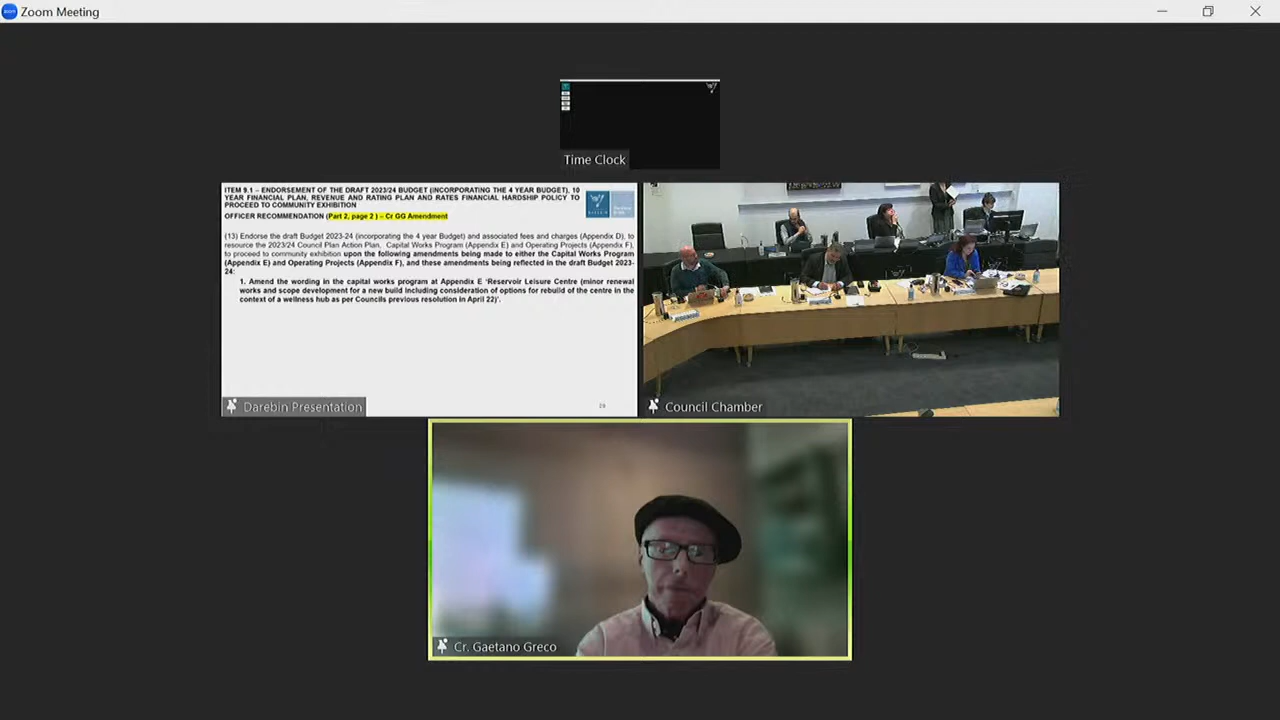 Zoom Meeting
Time Clock
ITEM 9.1 – ENDORSEMENT OF THE DRAFT 2023/24 BUDGET (INCORPORATING THE 4 YEAR BUDGET), 10
YEAR FINANCIAL PLAN, REVENUE AND RATING PLAN AND RATES FINANCIAL HARDSHIP POLICY TO
PROCEED TO COMMUNITY EXHIBITION
OFFICER RECOMMENDATION (Part 2, page 2 ) – Cr GG Amendment
(13) Endorse the draft Budget 2023-24 (incorporating the 4 year Budget) and associated fees and charges (Appendix D), to
resource the 2023/24 Council Plan Action Plan. Capital Works Program (Appendix E) and Operating Projects (Appendix F),
to proceed to community exhibition upon the following amendments being made to either the Capital Works Program
(Appendix E) and Operating Projects (Appendix F), and these amendments being reflected in the draft Budget 2023-
24:
1. Amend the wording in the capital works program at Appendix E 'Reservoir Leisure Centre (minor renewal
works and scope development for a new build Including consideration of options for rebuild of the centre in the
context of a wellness hub as per Councils previous resolution in April 22)'.
Darebin Presentation
Council Chamber
Cr. Gaetano Greco